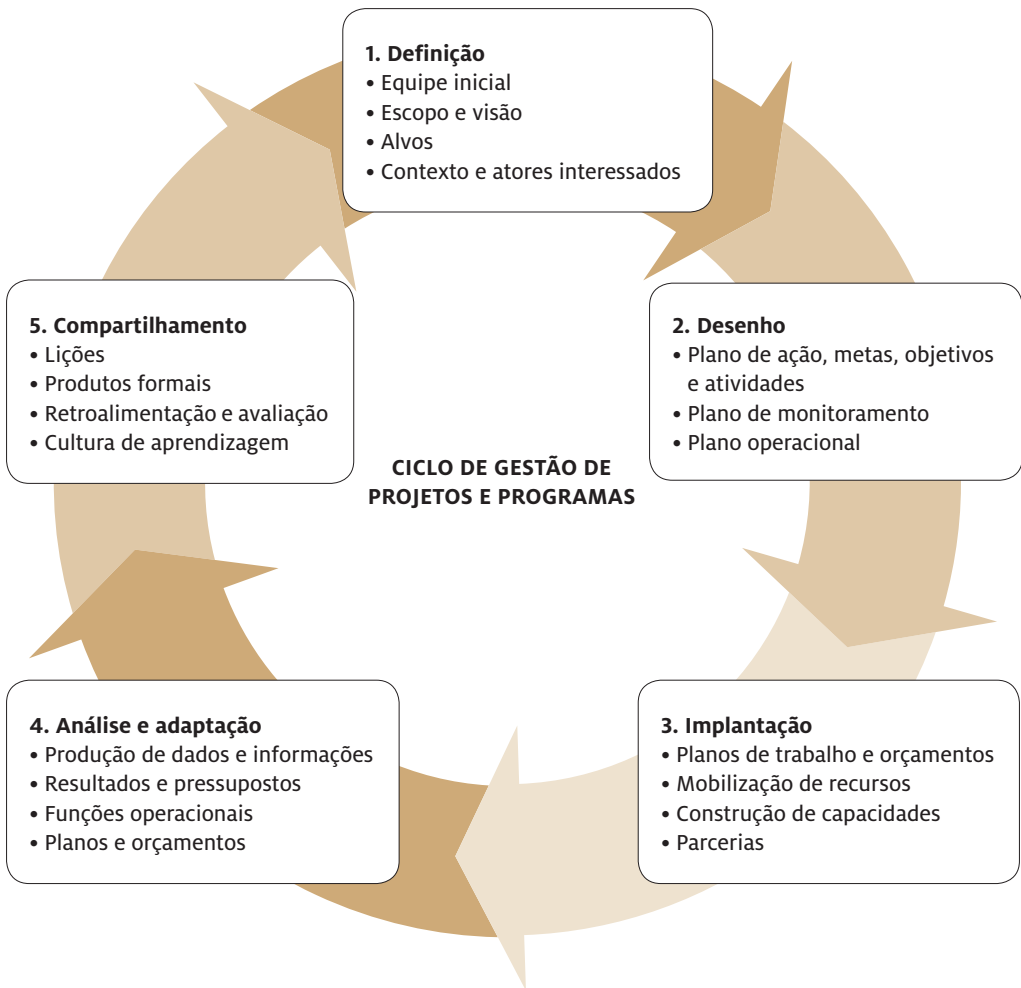 1. Definição
• Equipe inicial
• Escopo e visão
• Alvos
• Contexto e atores interessados
2. Desenho
• Plano de ação, metas, objetivos
e atividades
• Plano de monitoramento
• Plano operacional
3. Implantação
• Planos de trabalho e orçamentos
• Mobilização de recursos
• Construção de capacidades
• Parcerias
4. Análise e adaptação
• Produção de dados e informações
• Resultados e pressupostos
• Funções operacionais
• Planos e orçamentos
5. Compartilhamento
• Lições
• Produtos formais
• Retroalimentação e avaliação
• Cultura de aprendizagem
CICLO DE GESTÃO DE
PROJETOS E PROGRAMAS